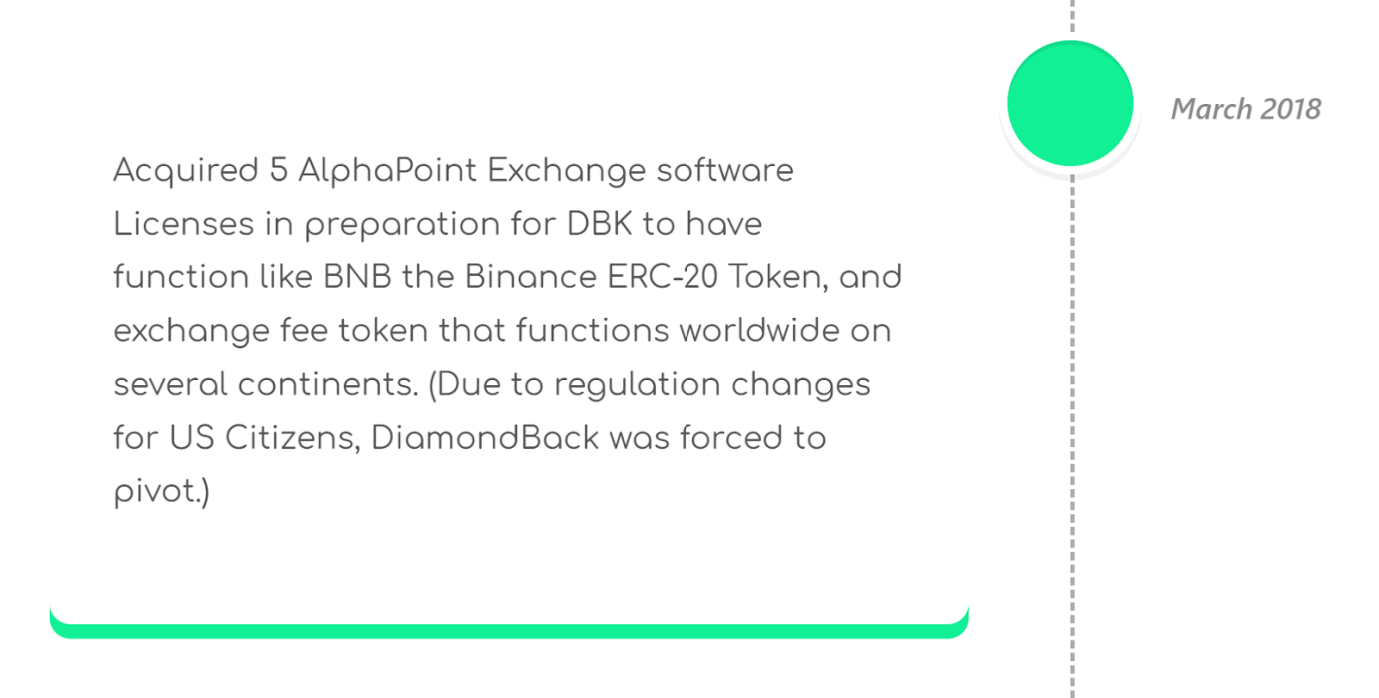 March 2018
Acquired 5 AlphaPoint Exchange software
Licenses in preparation for DBK to have
function like BNB the Binance ERC-20 Token, and
exchange fee token that functions worldwide on
several continents. (Due to regulation changes
for US Citizens, DiamondBack was forced to
pivot.)